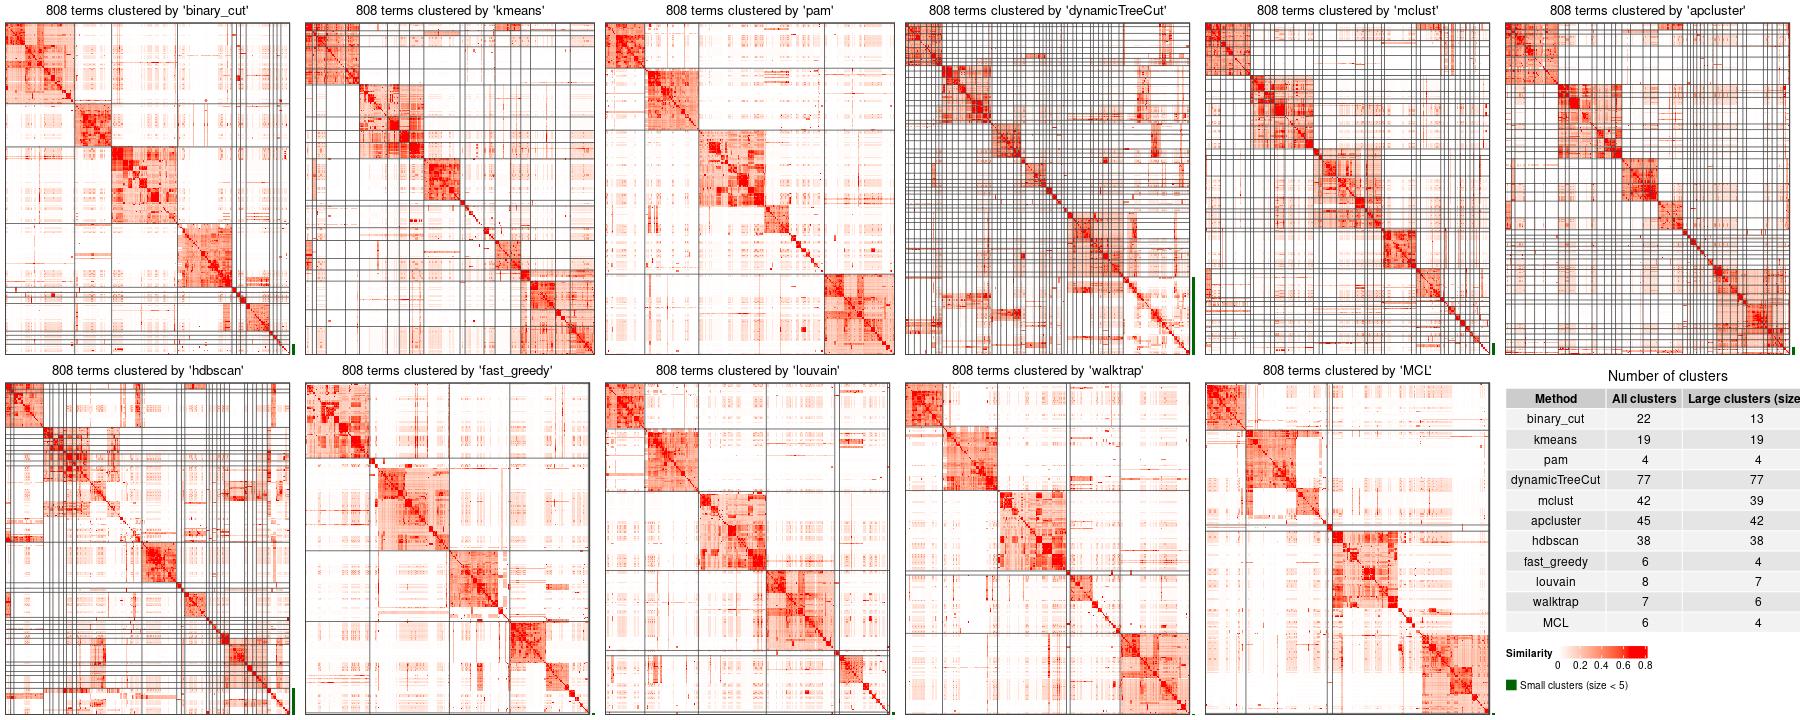 808 terms clustered by 'binary_cut'
808 terms clustered by 'kmeans'
808 terms clustered by 'pam'
808 terms clustered by 'dynamicTreeCut'
808 terms clustered by 'mclust'
808 terms clustered by 'apcluster'
808 terms clustered by 'hdbscan'
808 terms clustered by 'fast_greedy'
808 terms clustered by 'louvain'
808 terms clustered by 'walktrap'
808 terms clustered by 'MCL'
Number of clusters
Method All clusters Large clusters (size
binary_cut 22 13
kmeans 19 19
pam 4 4
dynamicTreeCut 77 77
mclust 42 39
apcluster 45 42
hdbscan 38 38
fast_greedy 6 4
louvain 8 7
walktrap 7 6
MCL 6 4
Similarity
0 0.2 0.4 0.6 0.8
Small clusters (size < 5)